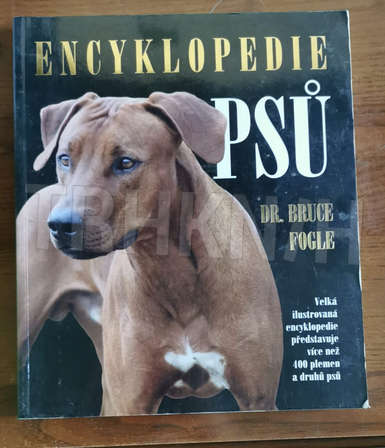 ENCYKLOPEDIE
PSŮ
DR. BRUCE
FOGLE
Velká
ilustrovaná
encyklopedie
představuje
více než
400 plemen
a druhů psů